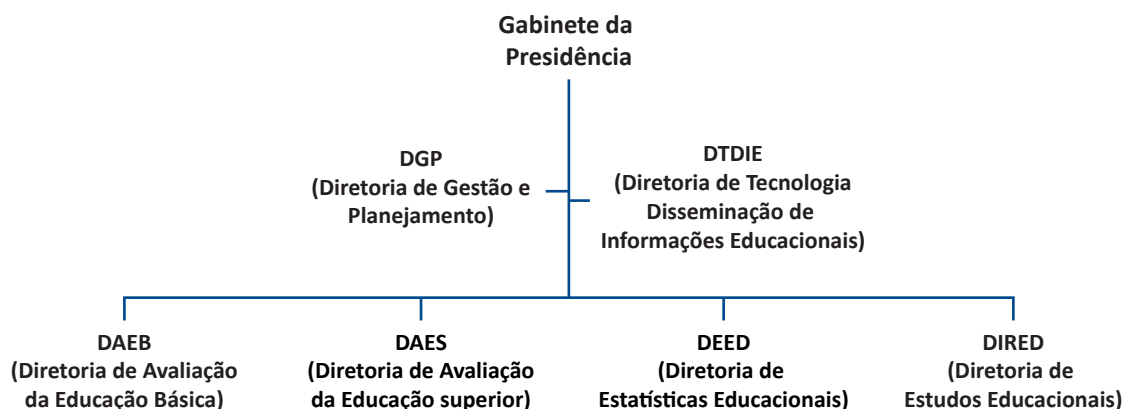 Gabinete da
Presidência
DGP
(Diretoria de Gestão e
Planejamento)
DTDIE
(Diretoria de Tecnologia
Disseminação de
Informações Educacionais)
DAEB
(Diretoria de Avaliação
da Educação Básica)
DAES
(Diretoria de Avaliação
da Educação superior)
DEED
(Diretoria de
Estatísticas Educacionais)
DIRED
(Diretoria de
Estudos Educacionais)